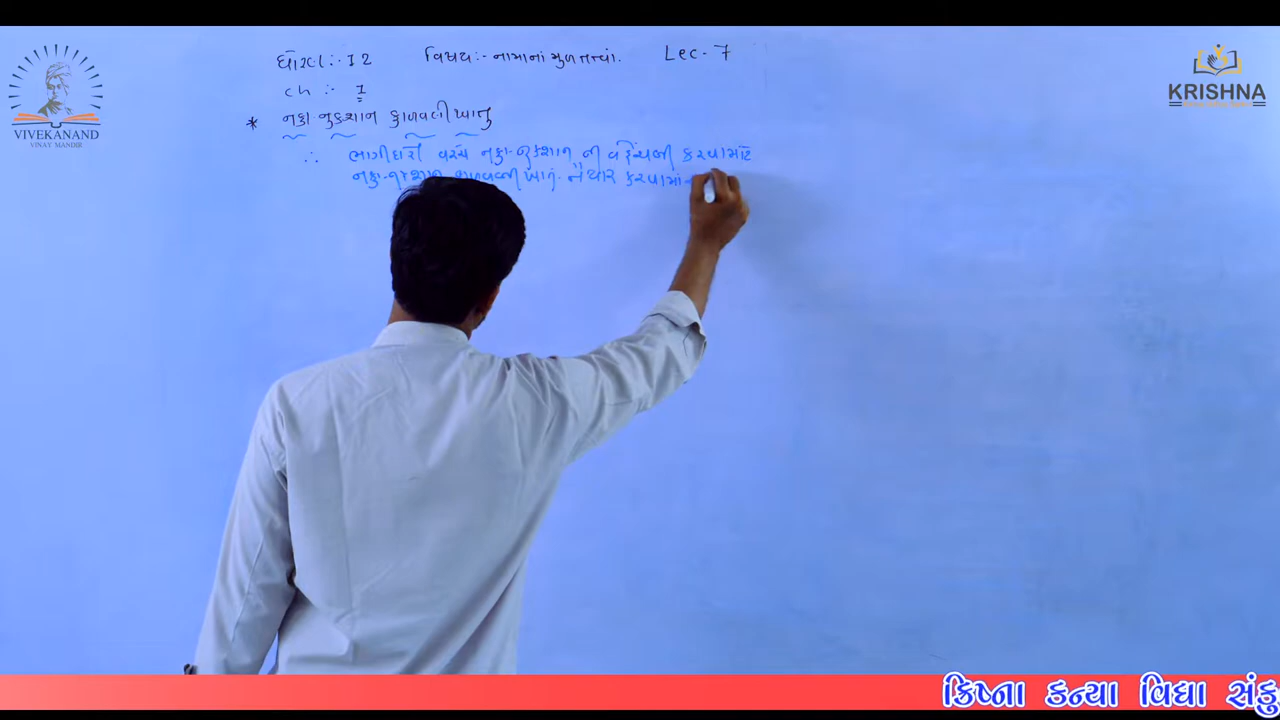 ધોરણ :- 12 વિષય :- નામાનાં મુળતત્વો. Lec - 7
ch :- 1
* નફા-નુકશાન ફાળવણી ખાતુ
∴ ભાગીદારો વચ્ચે નફા-નુકશાન ની વહેંચણી કરવા માટે
નફા-નુકશાન ફાળવણી ખાતું તૈયાર કરવામાં
VIVEKANAND
VINAY MANDIR
KRISHNA
ક્રિષ્ના કન્યા વિદ્યા સંકુ